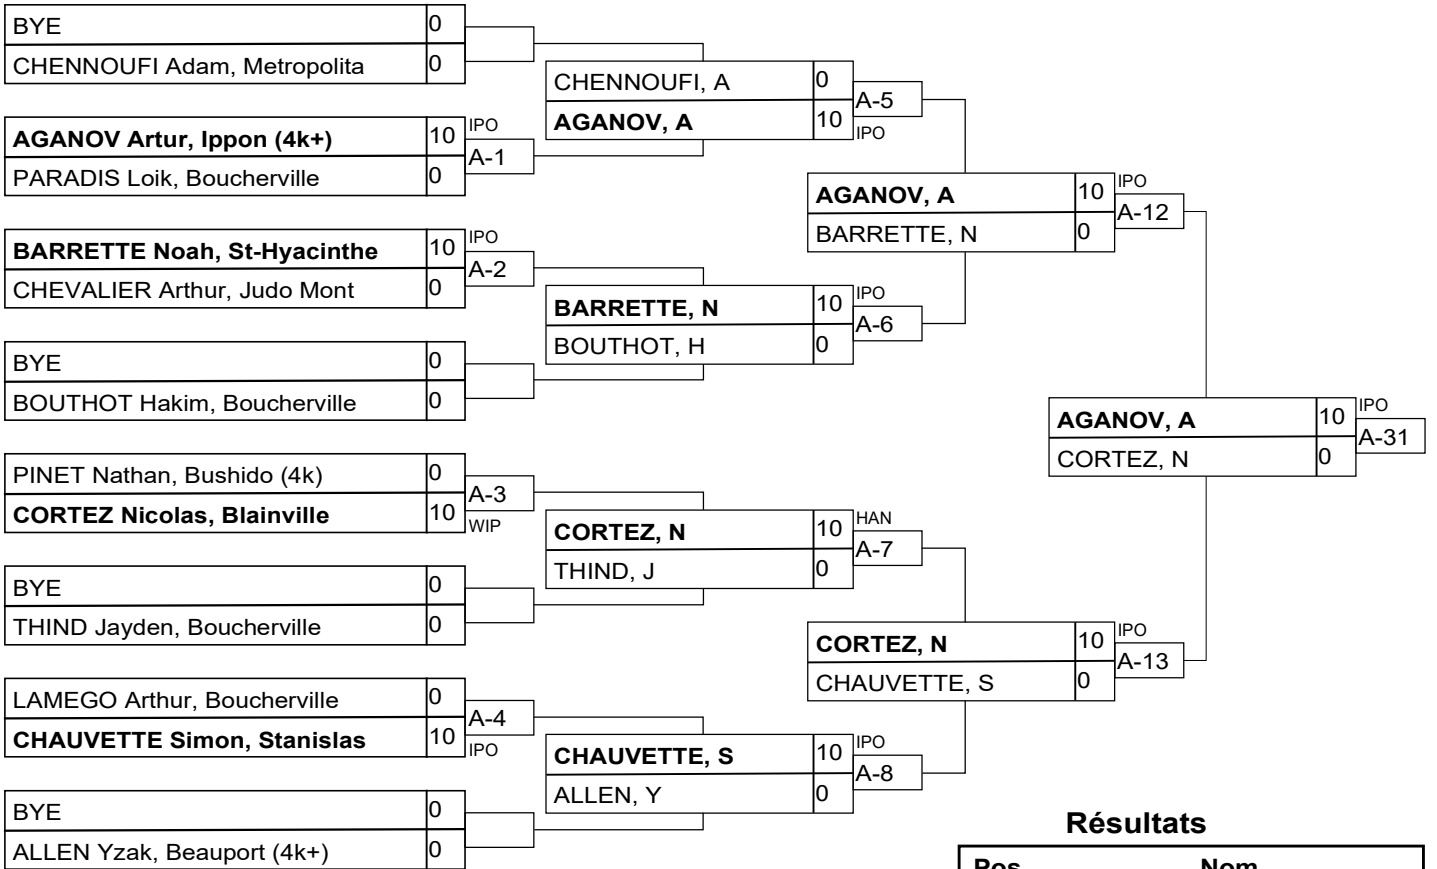 BYE 0
CHENNOUFI Adam, Metropolita 0
AGANOV Artur, Ippon (4k+) 10 IPO
A-1
PARADIS Loik, Boucherville 0
BARRETTE Noah, St-Hyacinthe 10 IPO
A-2
CHEVALIER Arthur, Judo Mont 0
BYE 0
BOUTHOT Hakim, Boucherville 0
PINET Nathan, Bushido (4k) 0
A-3
CORTEZ Nicolas, Blainville 10 WIP
BYE 0
THIND Jayden, Boucherville 0
LAMEGO Arthur, Boucherville 0
A-4
CHAUVETTE Simon, Stanislas 10 IPO
BYE 0
ALLEN Yzak, Beauport (4k+) 0
CHENNOUFI, A 0
A-5
AGANOV, A 10 IPO
BARRETTE, N 10 IPO
A-6
BOUTHOT, H 0
CORTEZ, N 10 HAN
A-7
THIND, J 0
CHAUVETTE, S 10 IPO
A-8
ALLEN, Y 0
AGANOV, A 10 IPO
A-12
BARRETTE, N 0
CORTEZ, N 10 IPO
A-13
CHAUVETTE, S 0
AGANOV, A 10 IPO
A-31
CORTEZ, N 0
Résultats
Pos Nom